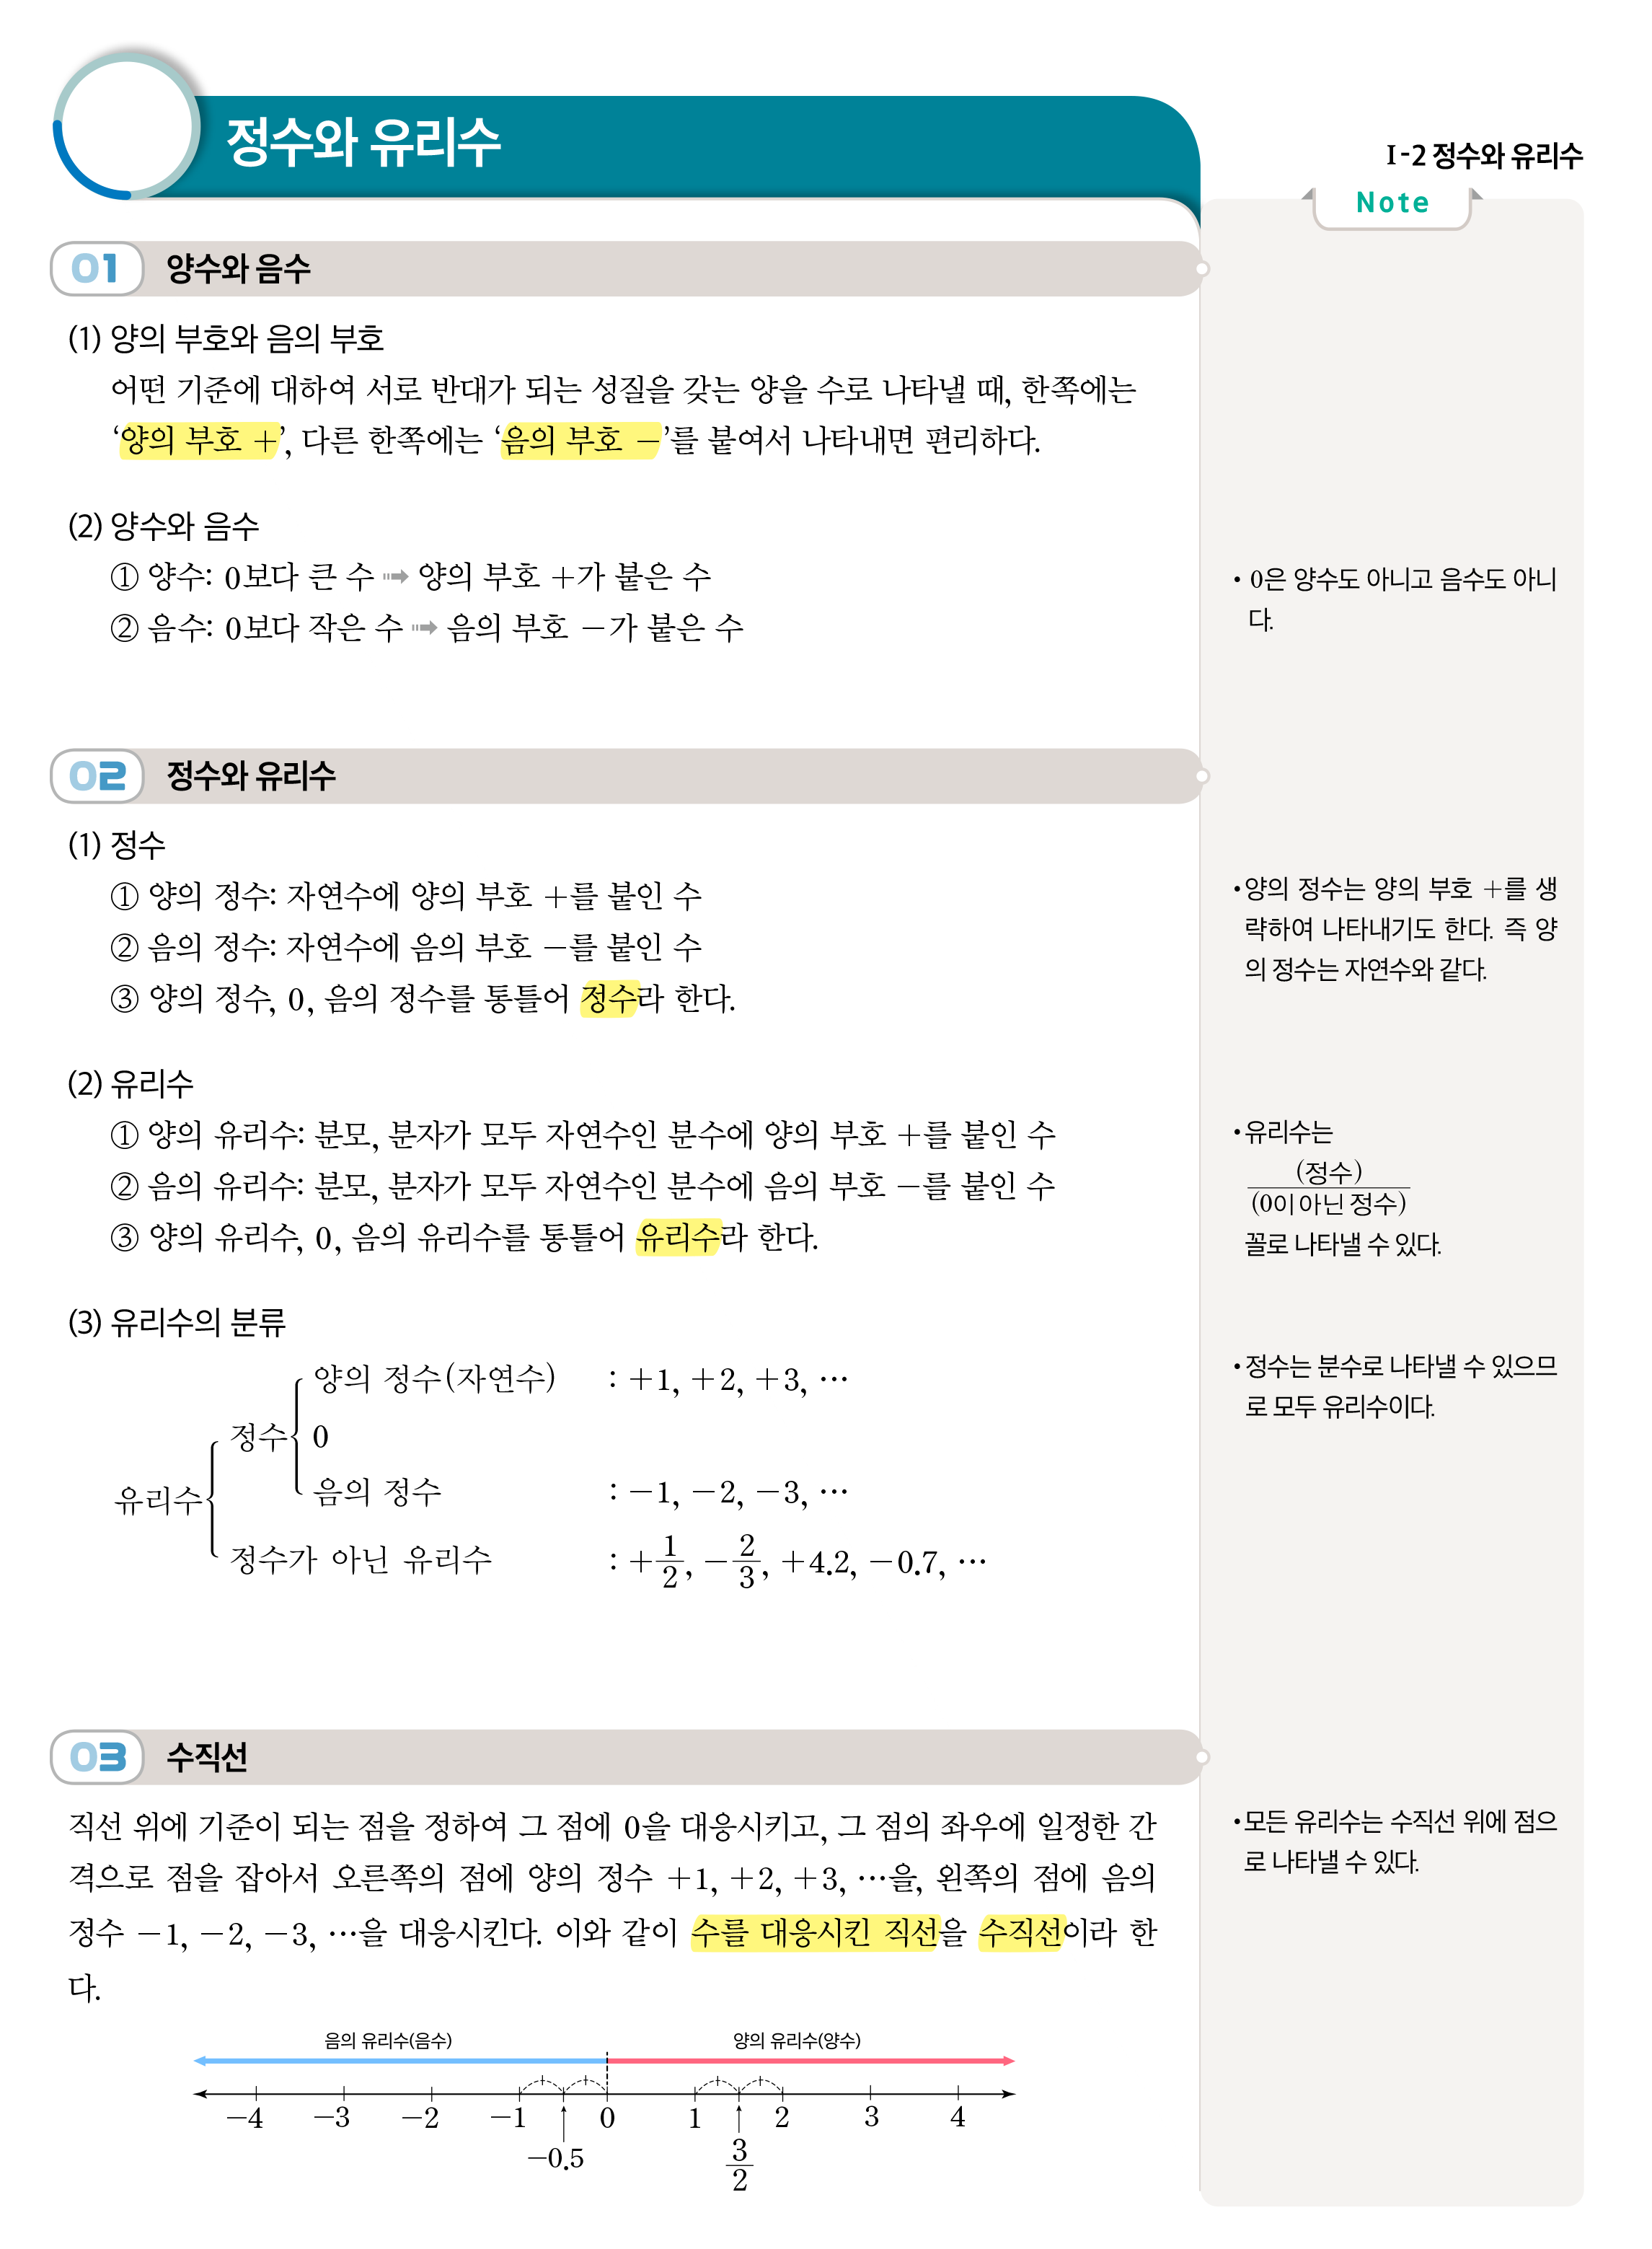 정수와 유리수
I-2 정수와 유리수
Note
01 양수와 음수
(1) 양의 부호와 음의 부호
어떤 기준에 대하여 서로 반대가 되는 성질을 갖는 양을 수로 나타낼 때, 한쪽에는
‘양의 부호 +’, 다른 한쪽에는 ‘음의 부호 −’를 붙여서 나타내면 편리하다.
(2) 양수와 음수
① 양수: 0보다 큰 수 ➡ 양의 부호 +가 붙은 수
② 음수: 0보다 작은 수 ➡ 음의 부호 −가 붙은 수
• 0은 양수도 아니고 음수도 아니
다.
02 정수와 유리수
(1) 정수
① 양의 정수: 자연수에 양의 부호 +를 붙인 수
② 음의 정수: 자연수에 음의 부호 −를 붙인 수
③ 양의 정수, 0, 음의 정수를 통틀어 정수라 한다.
•양의 정수는 양의 부호 +를 생
략하여 나타내기도 한다. 즉 양
의 정수는 자연수와 같다.
(2) 유리수
① 양의 유리수: 분모, 분자가 모두 자연수인 분수에 양의 부호 +를 붙인 수
② 음의 유리수: 분모, 분자가 모두 자연수인 분수에 음의 부호 −를 붙인 수
③ 양의 유리수, 0, 음의 유리수를 통틀어 유리수라 한다.
•유리수는
(정수)
(0이 아닌 정수)
꼴로 나타낼 수 있다.
(3) 유리수의 분류
양의 정수(자연수) : +1, +2, +3, …
정수 0
음의 정수 : −1, −2, −3, …
유리수
정수가 아닌 유리수 : +1/2, −2/3, +4.2, −0.7, …
•정수는 분수로 나타낼 수 있으므
로 모두 유리수이다.
03 수직선
직선 위에 기준이 되는 점을 정하여 그 점에 0을 대응시키고, 그 점의 좌우에 일정한 간
격으로 점을 잡아서 오른쪽의 점에 양의 정수 +1, +2, +3, …을, 왼쪽의 점에 음의
정수 −1, −2, −3, …을 대응시킨다. 이와 같이 수를 대응시킨 직선을 수직선이라 한
다.
•모든 유리수는 수직선 위에 점으
로 나타낼 수 있다.
음의 유리수(음수) 양의 유리수(양수)
−4 −3 −2 −1 0 1 2 3 4
−0.5 3/2